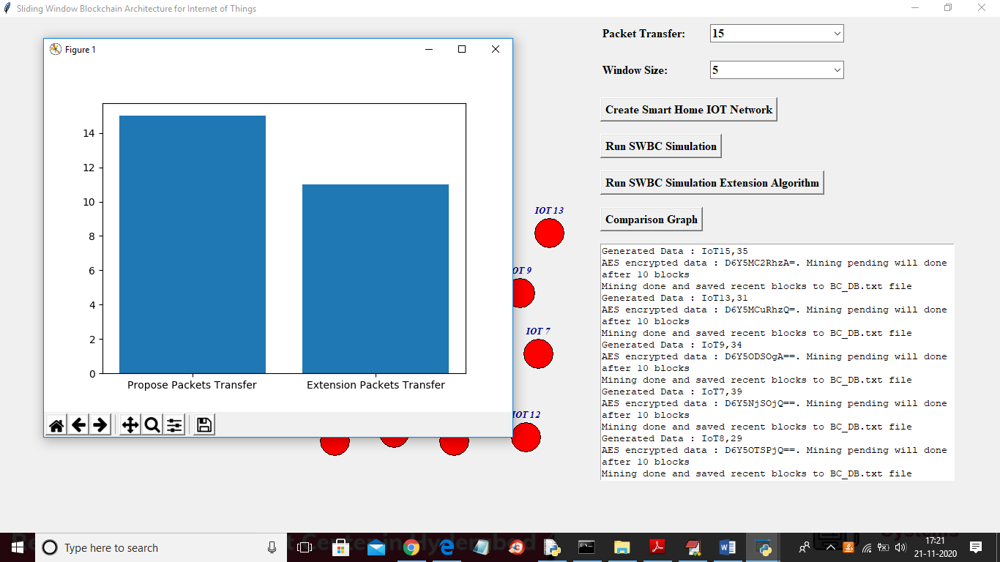 Sliding Window Blockchain Architecture for Internet of Things
Figure 1
14
12
10
8
6
4
2
0
Propose Packets Transfer
Extension Packets Transfer
IOT 13
OT 9
IOT 7
IOT 12
Packet Transfer:
15
Window Size:
5
Create Smart Home IOT Network
Run SWBC Simulation
Run SWBC Simulation Extension Algorithm
Comparison Graph
Generated Data : IoT15,35
AES encrypted data : D6Y5MC2RhzA=. Mining pending will done
after 10 blocks
Mining done and saved recent blocks to BC_DB.txt file
Generated Data : IoT13,31
AES encrypted data : D6Y5MCuRhzQ=. Mining pending will done
after 10 blocks
Mining done and saved recent blocks to BC_DB.txt file
Generated Data : IoT9,34
AES encrypted data : D6Y5ODSOgA==. Mining pending will done
after 10 blocks
Mining done and saved recent blocks to BC_DB.txt file
Generated Data : IoT7,39
AES encrypted data : D6Y5NjSOjQ==. Mining pending will done
after 10 blocks
Mining done and saved recent blocks to BC_DB.txt file
Generated Data : IoT8,29
AES encrypted data : D6Y5OTSPjQ==. Mining pending will done
after 10 blocks
Mining done and saved recent blocks to BC_DB.txt file
Type here to search
17:21
21-11-2020